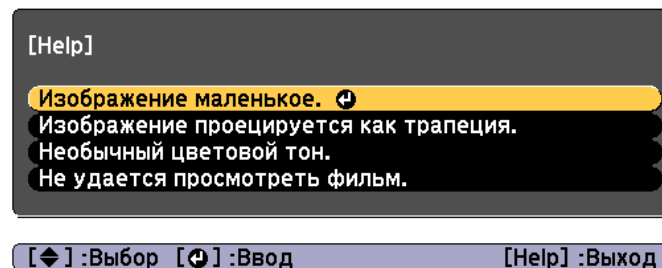 [Help]
Изображение маленькое.
Изображение проецируется как трапеция.
Необычный цветовой тон.
Не удается просмотреть фильм.
[◆] :Выбор [⏎] :Ввод [Help] :Выход